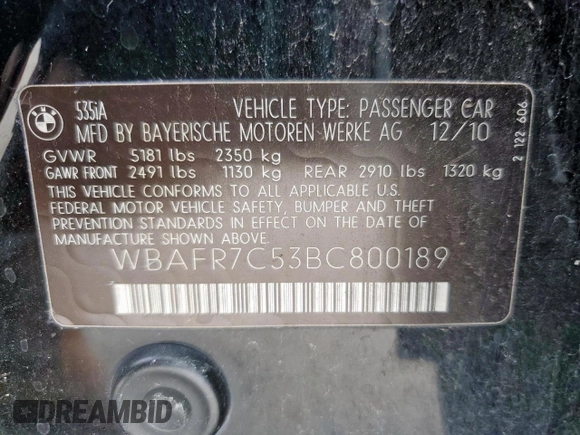 BMW
535iA VEHICLE TYPE: PASSENGER CAR
MFD BY BAYERISCHE MOTOREN WERKE AG 12/10
GVWR 5181 lbs 2350 kg
GAWR FRONT 2491 lbs 1130 kg REAR 2910 lbs 1320 kg
THIS VEHICLE CONFORMS TO ALL APPLICABLE U.S.
FEDERAL MOTOR VEHICLE SAFETY, BUMPER AND THEFT
PREVENTION STANDARDS IN EFFECT ON THE DATE OF
MANUFACTURE SHOWN ABOVE.
WBAFR7C53BC800189
2 122 606
DREAMBID